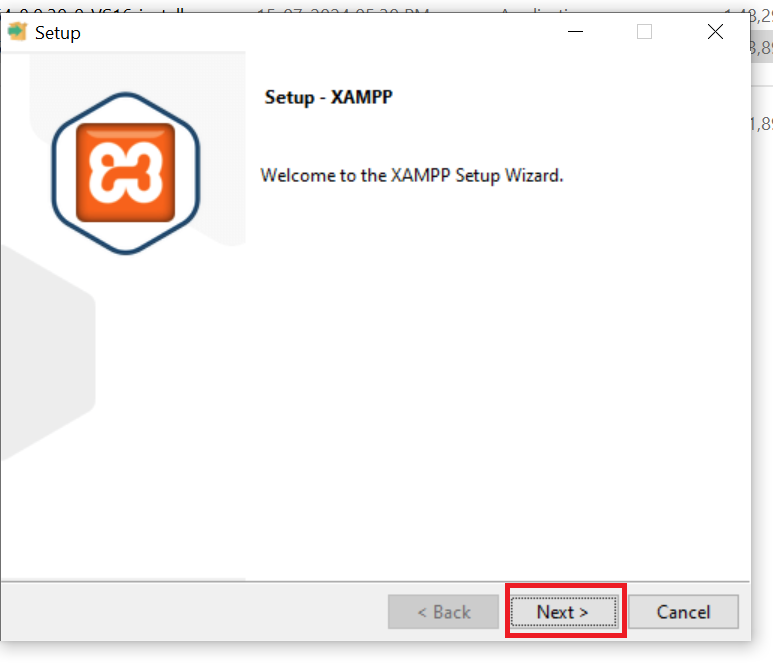 Setup
Setup - XAMPP
Welcome to the XAMPP Setup Wizard.
< Back
Next >
Cancel